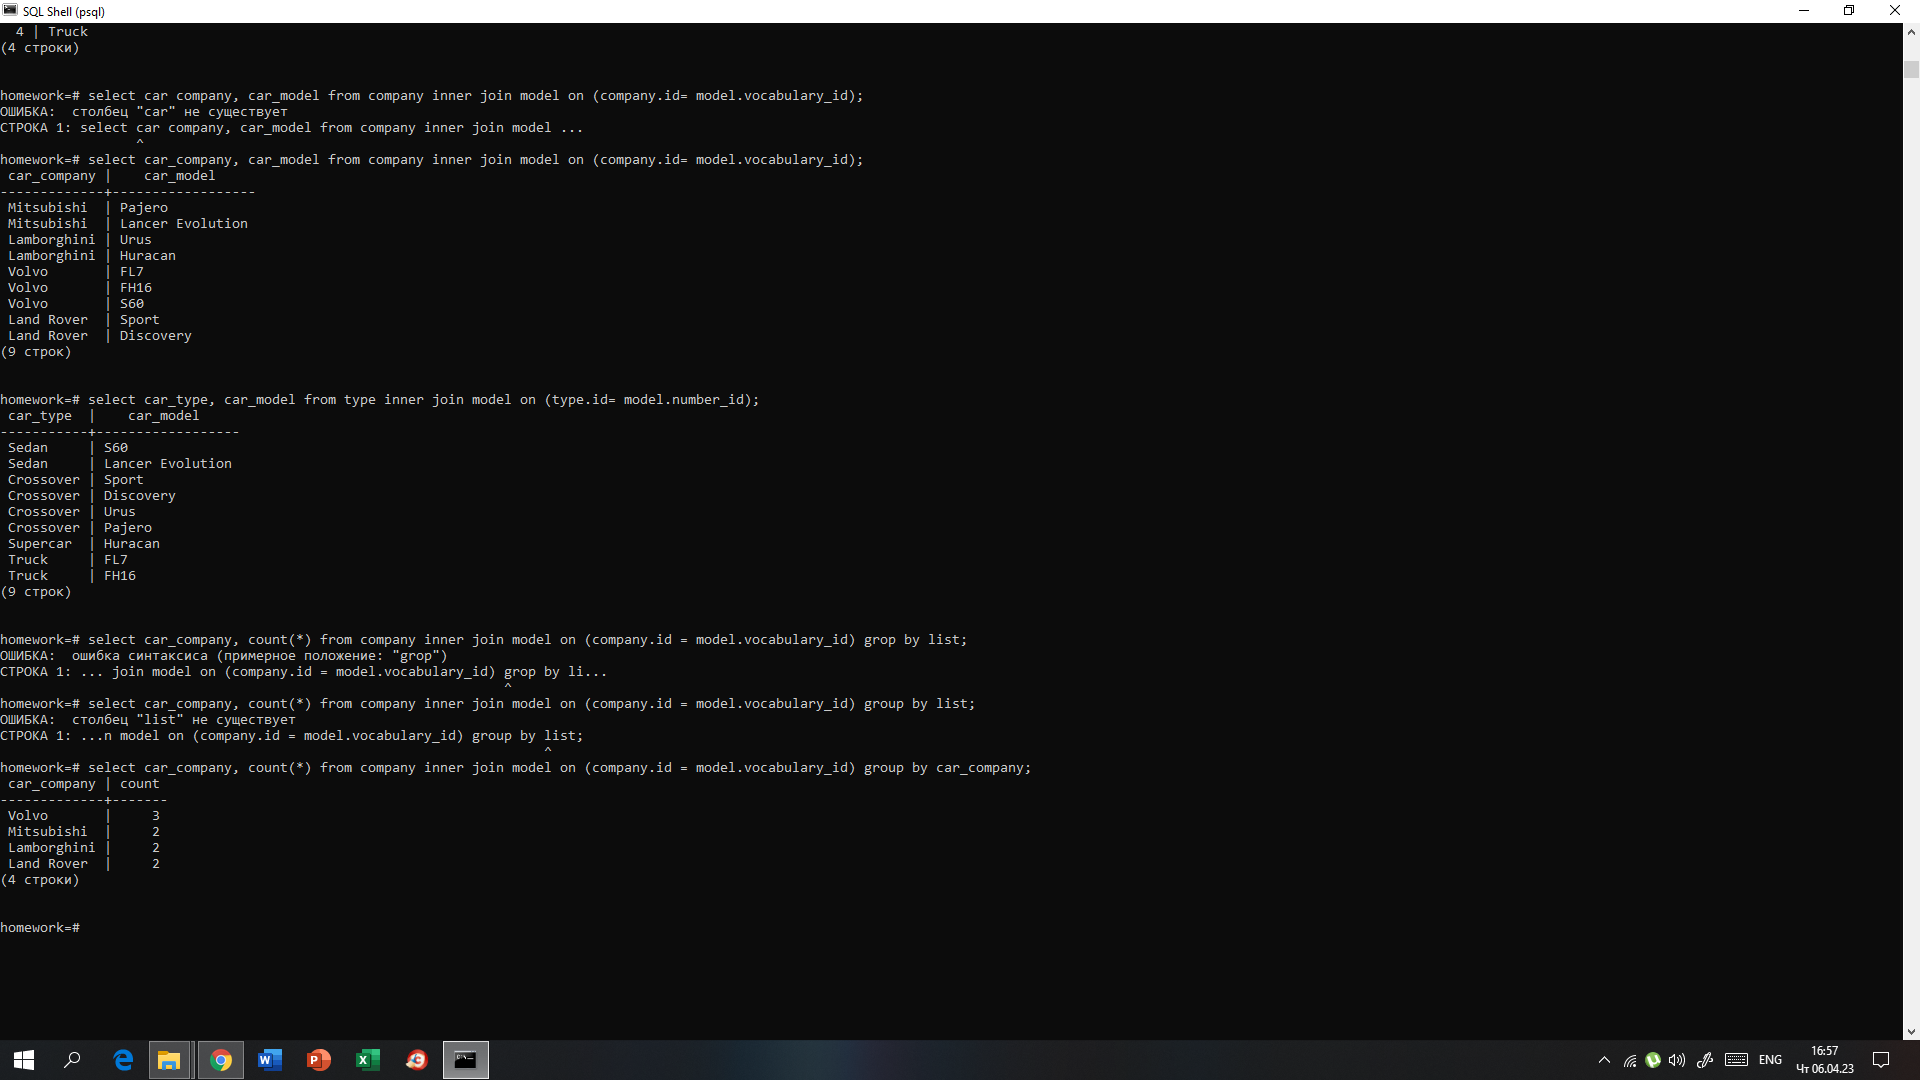 SQL Shell (psql)
4 | Truck
(4 строки)
homework=# select car company, car_model from company inner join model on (company.id= model.vocabulary_id);
ОШИБКА:  столбец "car" не существует
СТРОКА 1: select car company, car_model from company inner join model ...
^
homework=# select car_company, car_model from company inner join model on (company.id= model.vocabulary_id);
car_company |    car_model
-------------+------------------
Mitsubishi  | Pajero
Mitsubishi  | Lancer Evolution
Lamborghini | Urus
Lamborghini | Huracan
Volvo       | FL7
Volvo       | FH16
Volvo       | S60
Land Rover  | Sport
Land Rover  | Discovery
(9 строк)
homework=# select car_type, car_model from type inner join model on (type.id= model.number_id);
car_type  |    car_model
-----------+------------------
Sedan     | S60
Sedan     | Lancer Evolution
Crossover | Sport
Crossover | Discovery
Crossover | Urus
Crossover | Pajero
Supercar  | Huracan
Truck     | FL7
Truck     | FH16
(9 строк)
homework=# select car_company, count(*) from company inner join model on (company.id = model.vocabulary_id) grop by list;
ОШИБКА:  ошибка синтаксиса (примерное положение: "grop")
СТРОКА 1: ... join model on (company.id = model.vocabulary_id) grop by li...
^
homework=# select car_company, count(*) from company inner join model on (company.id = model.vocabulary_id) group by list;
ОШИБКА:  столбец "list" не существует
СТРОКА 1: ...n model on (company.id = model.vocabulary_id) group by list;
^
homework=# select car_company, count(*) from company inner join model on (company.id = model.vocabulary_id) group by car_company;
car_company | count
-------------+-------
Volvo       |     3
Mitsubishi  |     2
Lamborghini |     2
Land Rover  |     2
(4 строки)
homework=#
ENG
16:57
Чт 06.04.23